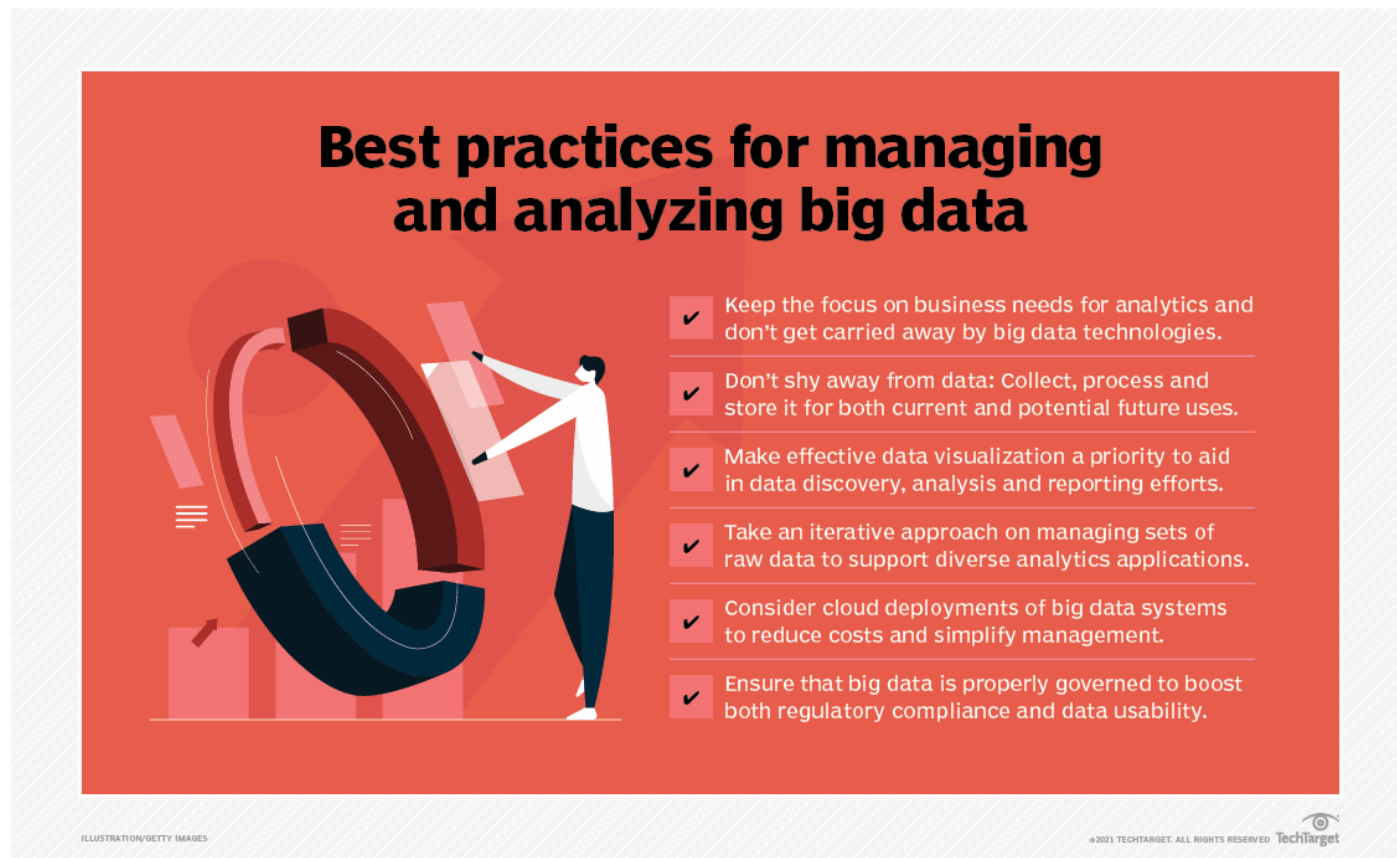 Best practices for managing
and analyzing big data
✔ Keep the focus on business needs for analytics and
don’t get carried away by big data technologies.
✔ Don’t shy away from data: Collect, process and
store it for both current and potential future uses.
✔ Make effective data visualization a priority to aid
in data discovery, analysis and reporting efforts.
✔ Take an iterative approach on managing sets of
raw data to support diverse analytics applications.
✔ Consider cloud deployments of big data systems
to reduce costs and simplify management.
✔ Ensure that big data is properly governed to boost
both regulatory compliance and data usability.
ILLUSTRATION/GETTY IMAGES
©2021 TECHTARGET. ALL RIGHTS RESERVED TechTarget